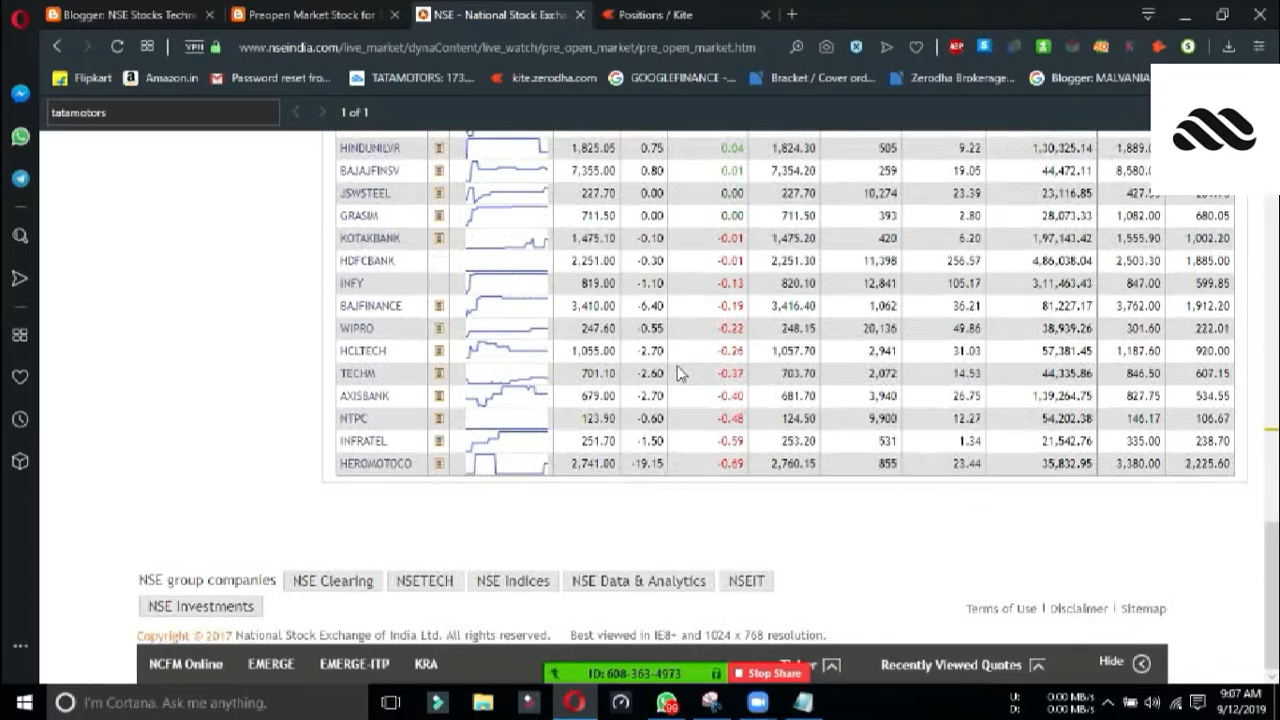 Blogger: NSE Stocks Techni
Preopen Market Stock for
NSE - National Stock Excha
Positions / Kite
VPN
www.nseindia.com/live_market/dynaContent/live_watch/pre_open_market/pre_open_market.htm
ABP
Flipkart
Amazon.in
Password reset fro...
TATAMOTORS: 173....
kite.zerodha.com
GOOGLEFINANCE -...
Bracket / Cover ord...
Zerodha Brokerage...
Blogger: MALVANIA
tatamotors
1 of 1
HINDUNILVR 1,825.05 0.75 0.04 1,824.30 505 9.22 1,30,325.14 1,889.
BAJAJFINSV 7,355.00 0.80 0.01 7,354.20 259 19.05 44,472.11 8,580.
JSWSTEEL 227.70 0.00 0.00 227.70 10,274 23.39 23,116.85 427.
GRASIM 711.50 0.00 0.00 711.50 393 2.80 28,073.33 1,082.00 680.05
KOTAKBANK 1,475.10 -0.10 -0.01 1,475.20 420 6.20 1,97,143.42 1,555.90 1,002.20
HDFCBANK 2,251.00 -0.30 -0.01 2,251.30 11,398 256.57 4,86,038.04 2,503.30 1,885.00
INFY 819.00 -1.10 -0.13 820.10 12,841 105.17 3,11,463.43 847.00 599.85
BAJFINANCE 3,410.00 -6.40 -0.19 3,416.40 1,062 36.21 81,227.17 3,762.00 1,912.20
WIPRO 247.60 -0.55 -0.22 248.15 20,136 49.86 38,939.26 301.60 222.01
HCLTECH 1,055.00 -2.70 -0.26 1,057.70 2,941 31.03 57,381.45 1,187.60 920.00
TECHM 701.10 -2.60 -0.37 703.70 2,072 14.53 44,335.86 846.50 607.15
AXISBANK 679.00 -2.70 -0.40 681.70 3,940 26.75 1,39,264.75 827.75 534.55
NTPC 123.90 -0.60 -0.48 124.50 9,900 12.27 54,202.38 146.17 106.67
INFRATEL 251.70 -1.50 -0.59 253.20 531 1.34 21,542.76 335.00 238.70
HEROMOTOCO 2,741.00 -19.15 -0.69 2,760.15 855 23.44 35,832.95 3,380.00 2,225.60
NSE group companies NSE Clearing NSETECH NSE Indices NSE Data & Analytics NSEIT
NSE Investments
Terms of Use | Disclaimer | Sitemap
Copyright © 2017 National Stock Exchange of India Ltd. All rights reserved. Best viewed in IE8+ and 1024 x 768 resolution.
NCFM Online EMERGE EMERGE-ITP KRA
Recently Viewed Quotes
Hide
ID: 608-363-4973
Stop Share
I'm Cortana. Ask me anything.
99
U: 0.00 MB/s
D: 0.00 MB/s
9:07 AM
9/12/2019